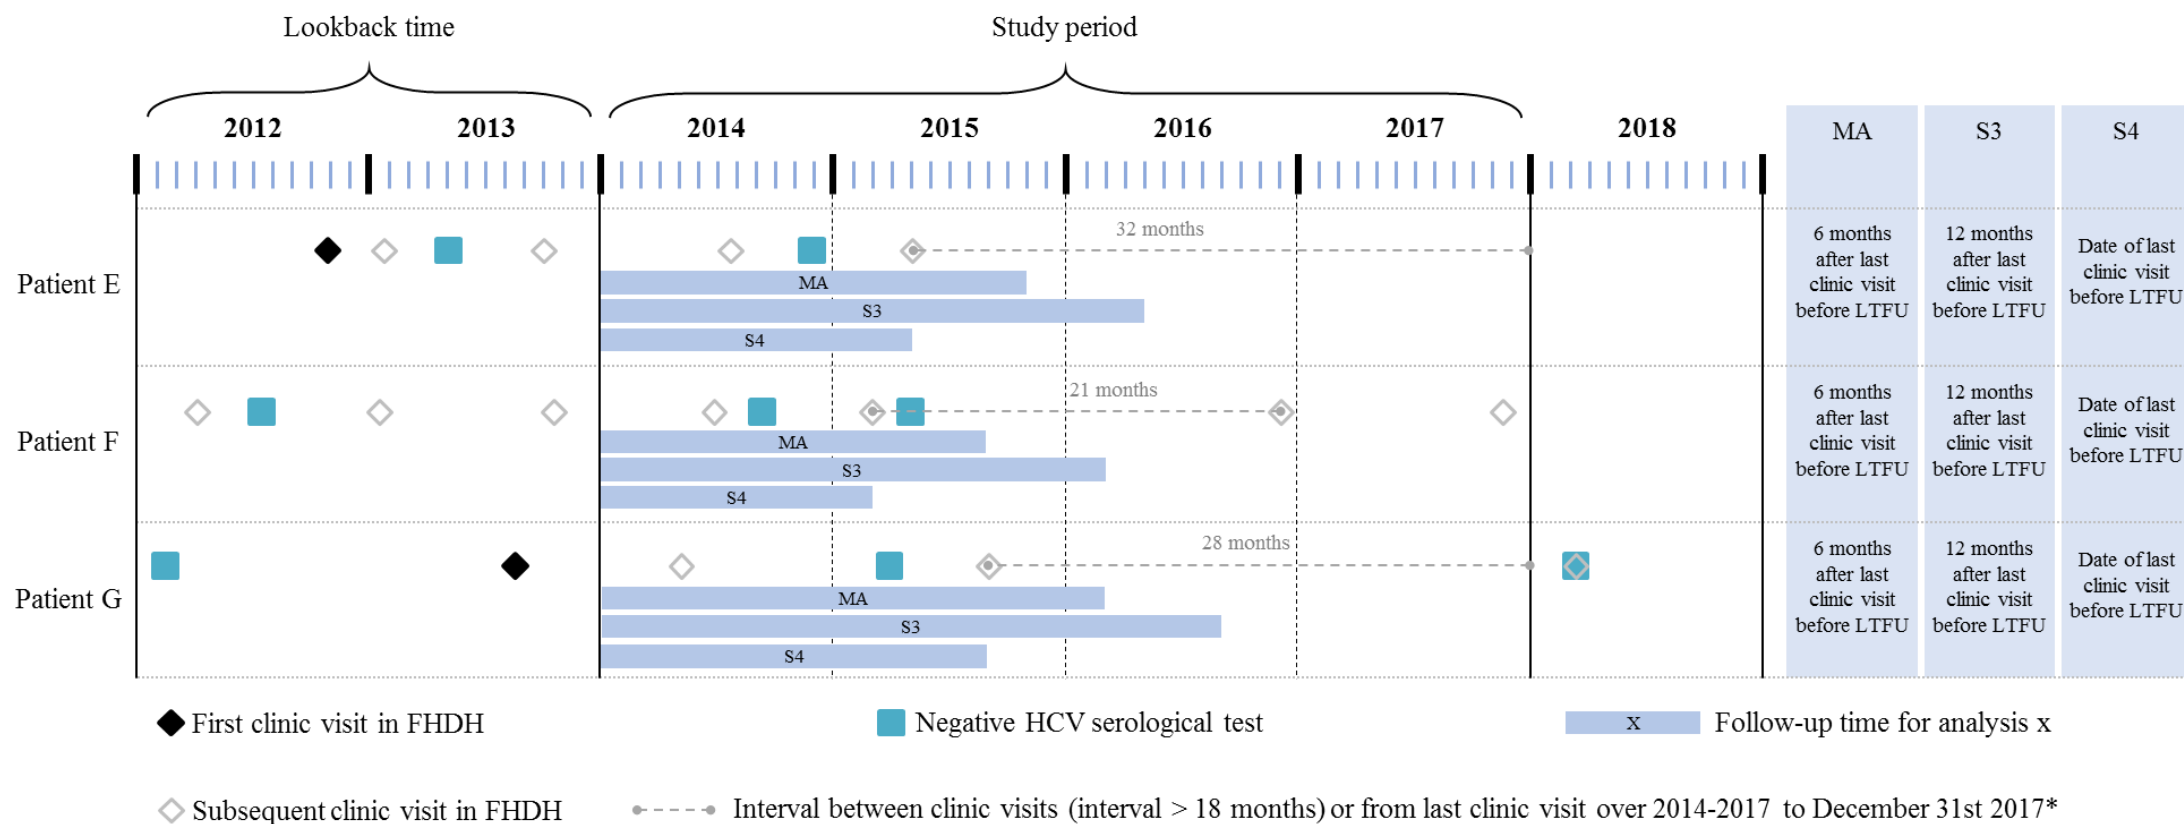 Lookback time
Study period
2012
2013
2014
2015
2016
2017
2018
MA
S3
S4
Patient E
32 months
MA
S3
S4
6 months
after last
clinic visit
before LTFU
12 months
after last
clinic visit
before LTFU
Date of last
clinic visit
before LTFU
Patient F
21 months
MA
S3
S4
6 months
after last
clinic visit
before LTFU
12 months
after last
clinic visit
before LTFU
Date of last
clinic visit
before LTFU
Patient G
28 months
MA
S3
S4
6 months
after last
clinic visit
before LTFU
12 months
after last
clinic visit
before LTFU
Date of last
clinic visit
before LTFU
First clinic visit in FHDH
Negative HCV serological test
X
Follow-up time for analysis x
Subsequent clinic visit in FHDH
Interval between clinic visits (interval > 18 months) or from last clinic visit over 2014-2017 to December 31st 2017*